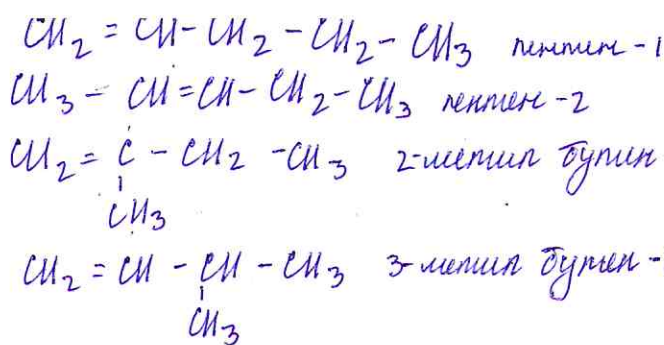 CH₂ = CH - CH₂ - CH₂ - CH₃ пентен - 1
CH₃ - CH = CH - CH₂ - CH₃ пентен - 2
CH₂ = C - CH₂ - CH₃ 2-метил бутин
CH₃
CH₂ = CH - CH - CH₃ 3-метил бутен -
CH₃